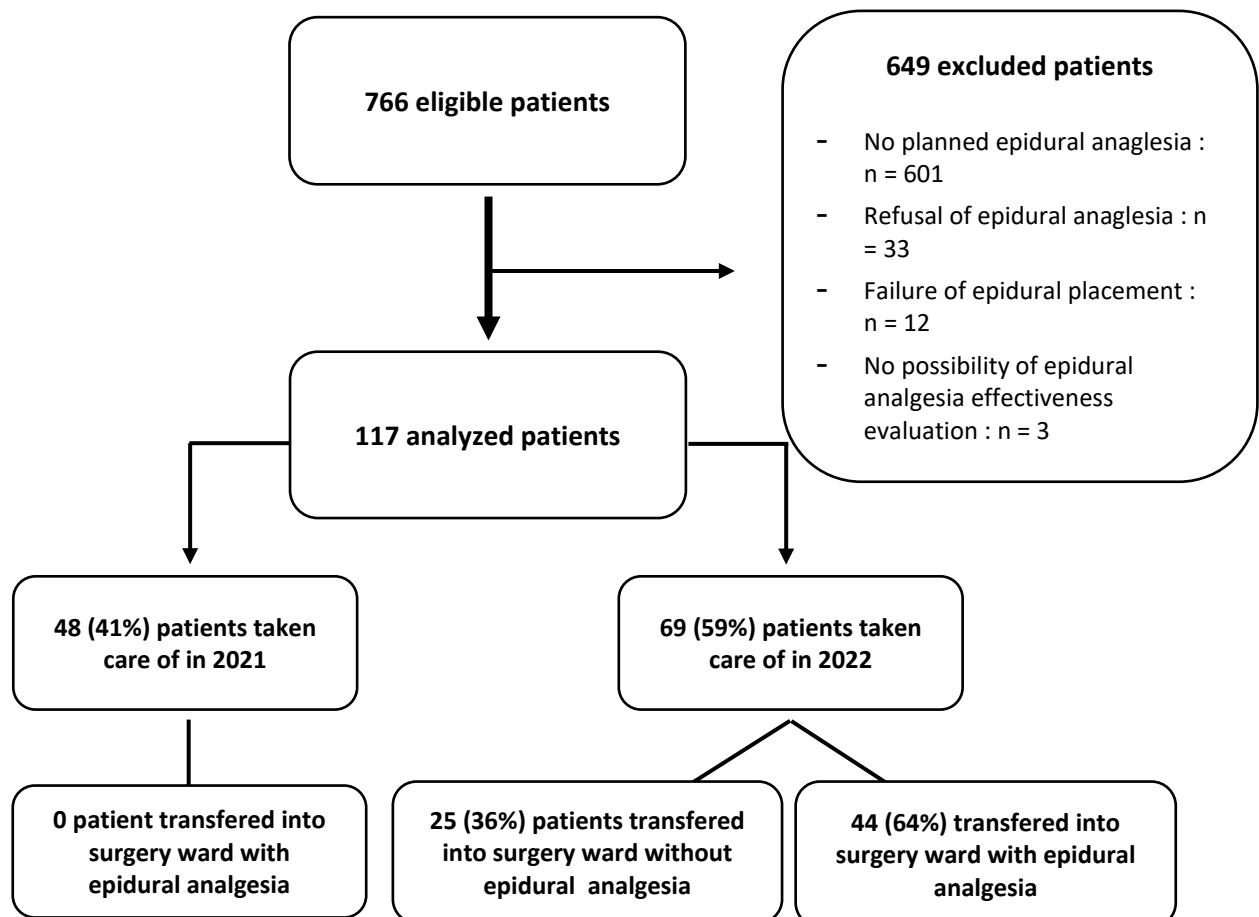 766 eligible patients
649 excluded patients
- No planned epidural anaglesia :
n = 601
- Refusal of epidural anaglesia : n
= 33
- Failure of epidural placement :
n = 12
- No possibility of epidural
analgesia effectiveness
evaluation : n = 3
117 analyzed patients
48 (41%) patients taken
care of in 2021
69 (59%) patients taken
care of in 2022
0 patient transfered into
surgery ward with
epidural analgesia
25 (36%) patients transfered
into surgery ward without
epidural analgesia
44 (64%) transfered into
surgery ward with epidural
analgesia